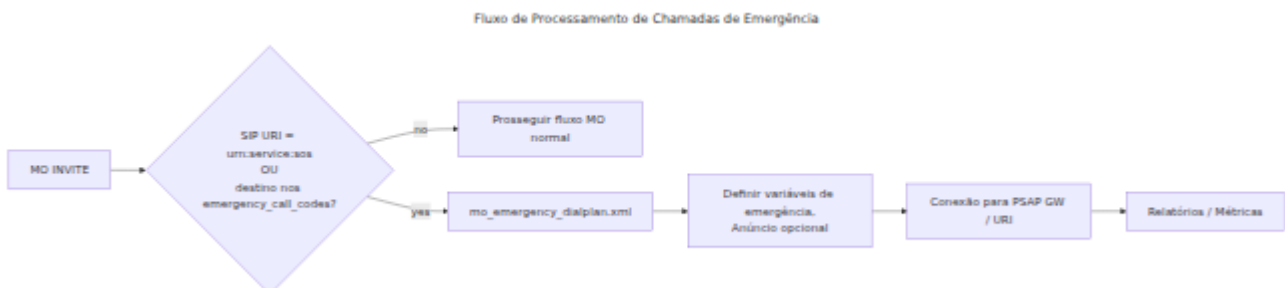 Fluxo de Processamento de Chamadas de Emergência
MO INVITE
SIP URI =
urn:service:sos
OU
destino nos
emergency_call_codes?
no
Prosseguir fluxo MO
normal
yes
mo_emergency_dialplan.xml
Definir variáveis de
emergência,
Anúncio opcional
Conexão para PSAP GW
/ URI
Relatórios / Métricas